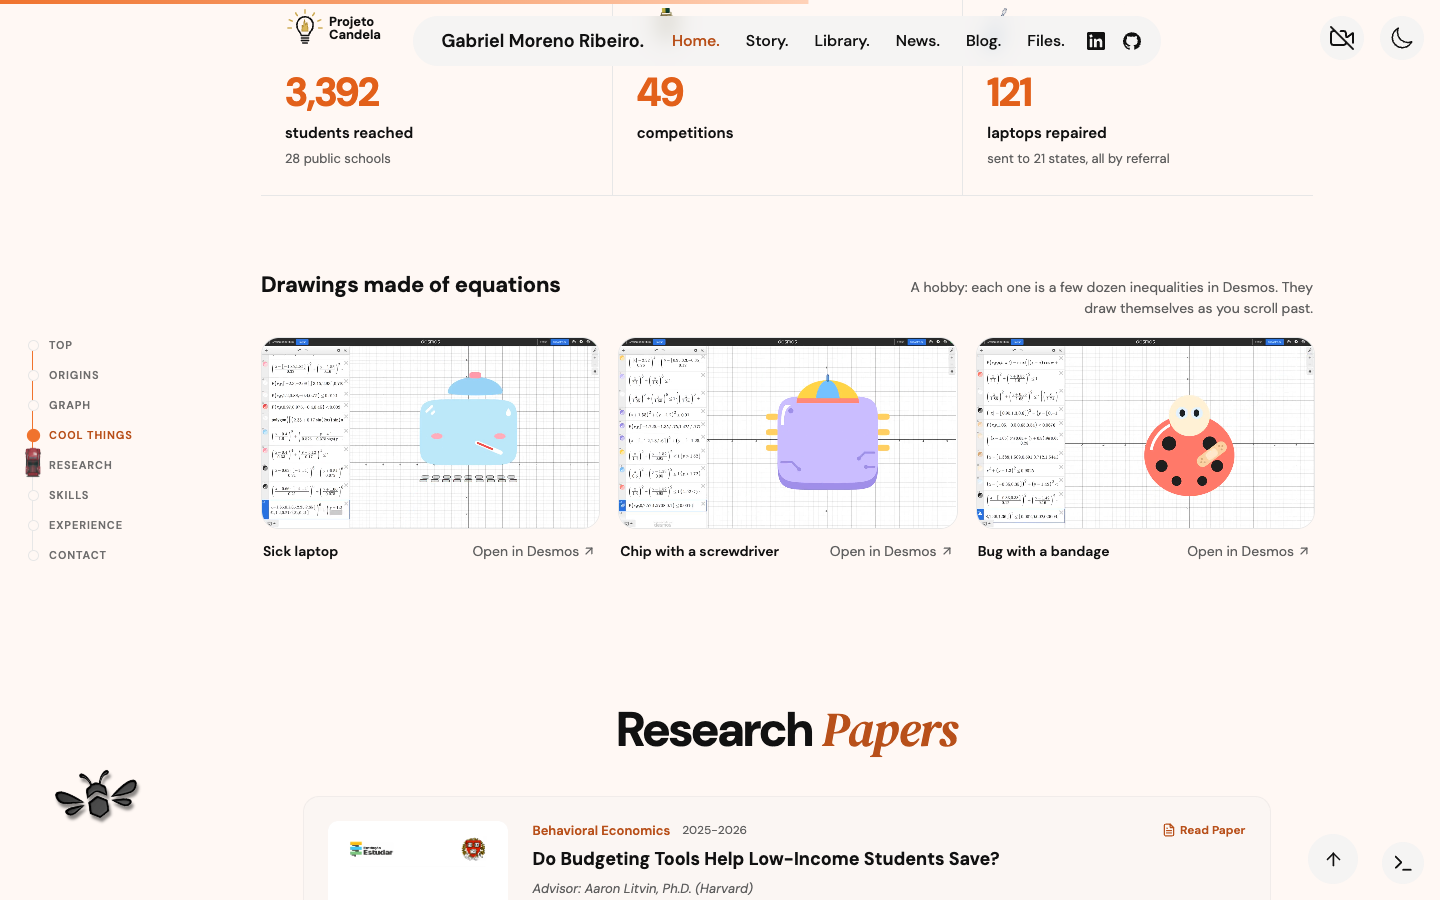 Projeto
Candela
Gabriel Moreno Ribeiro.
Home.
Story.
Library.
News.
Blog.
Files.
3,392
students reached
28 public schools
49
competitions
121
laptops repaired
sent to 21 states, all by referral
Drawings made of equations
A hobby: each one is a few dozen inequalities in Desmos. They
draw themselves as you scroll past.
TOP
ORIGINS
GRAPH
COOL THINGS
RESEARCH
SKILLS
EXPERIENCE
CONTACT
Sick laptop
Open in Desmos
Chip with a screwdriver
Open in Desmos
Bug with a bandage
Open in Desmos
Research Papers
Estudar
Behavioral Economics
2025-2026
Read Paper
Do Budgeting Tools Help Low-Income Students Save?
Advisor: Aaron Litvin, Ph.D. (Harvard)